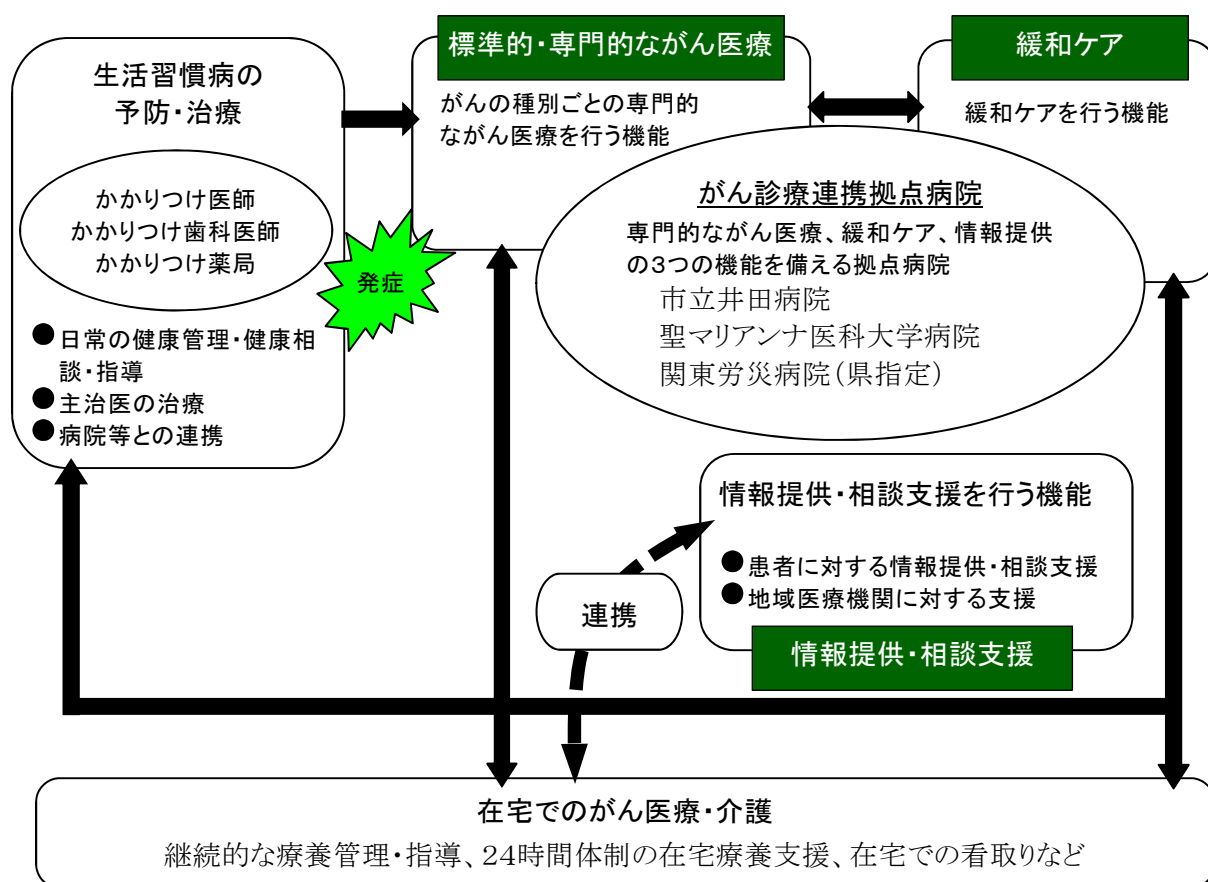 生活習慣病の
予防・治療
かかりつけ医師
かかりつけ歯科医師
かかりつけ薬局
●日常の健康管理・健康相
談・指導
●主治医の治療
●病院等との連携
発症
標準的・専門的ながん医療
がんの種別ごとの専門的
ながん医療を行う機能
緩和ケア
緩和ケアを行う機能
がん診療連携拠点病院
専門的ながん医療、緩和ケア、情報提供
の3つの機能を備える拠点病院
市立井田病院
聖マリアンナ医科大学病院
関東労災病院(県指定)
情報提供・相談支援を行う機能
●患者に対する情報提供・相談支援
●地域医療機関に対する支援
情報提供・相談支援
連携
在宅でのがん医療・介護
継続的な療養管理・指導、24時間体制の在宅療養支援、在宅での看取りなど